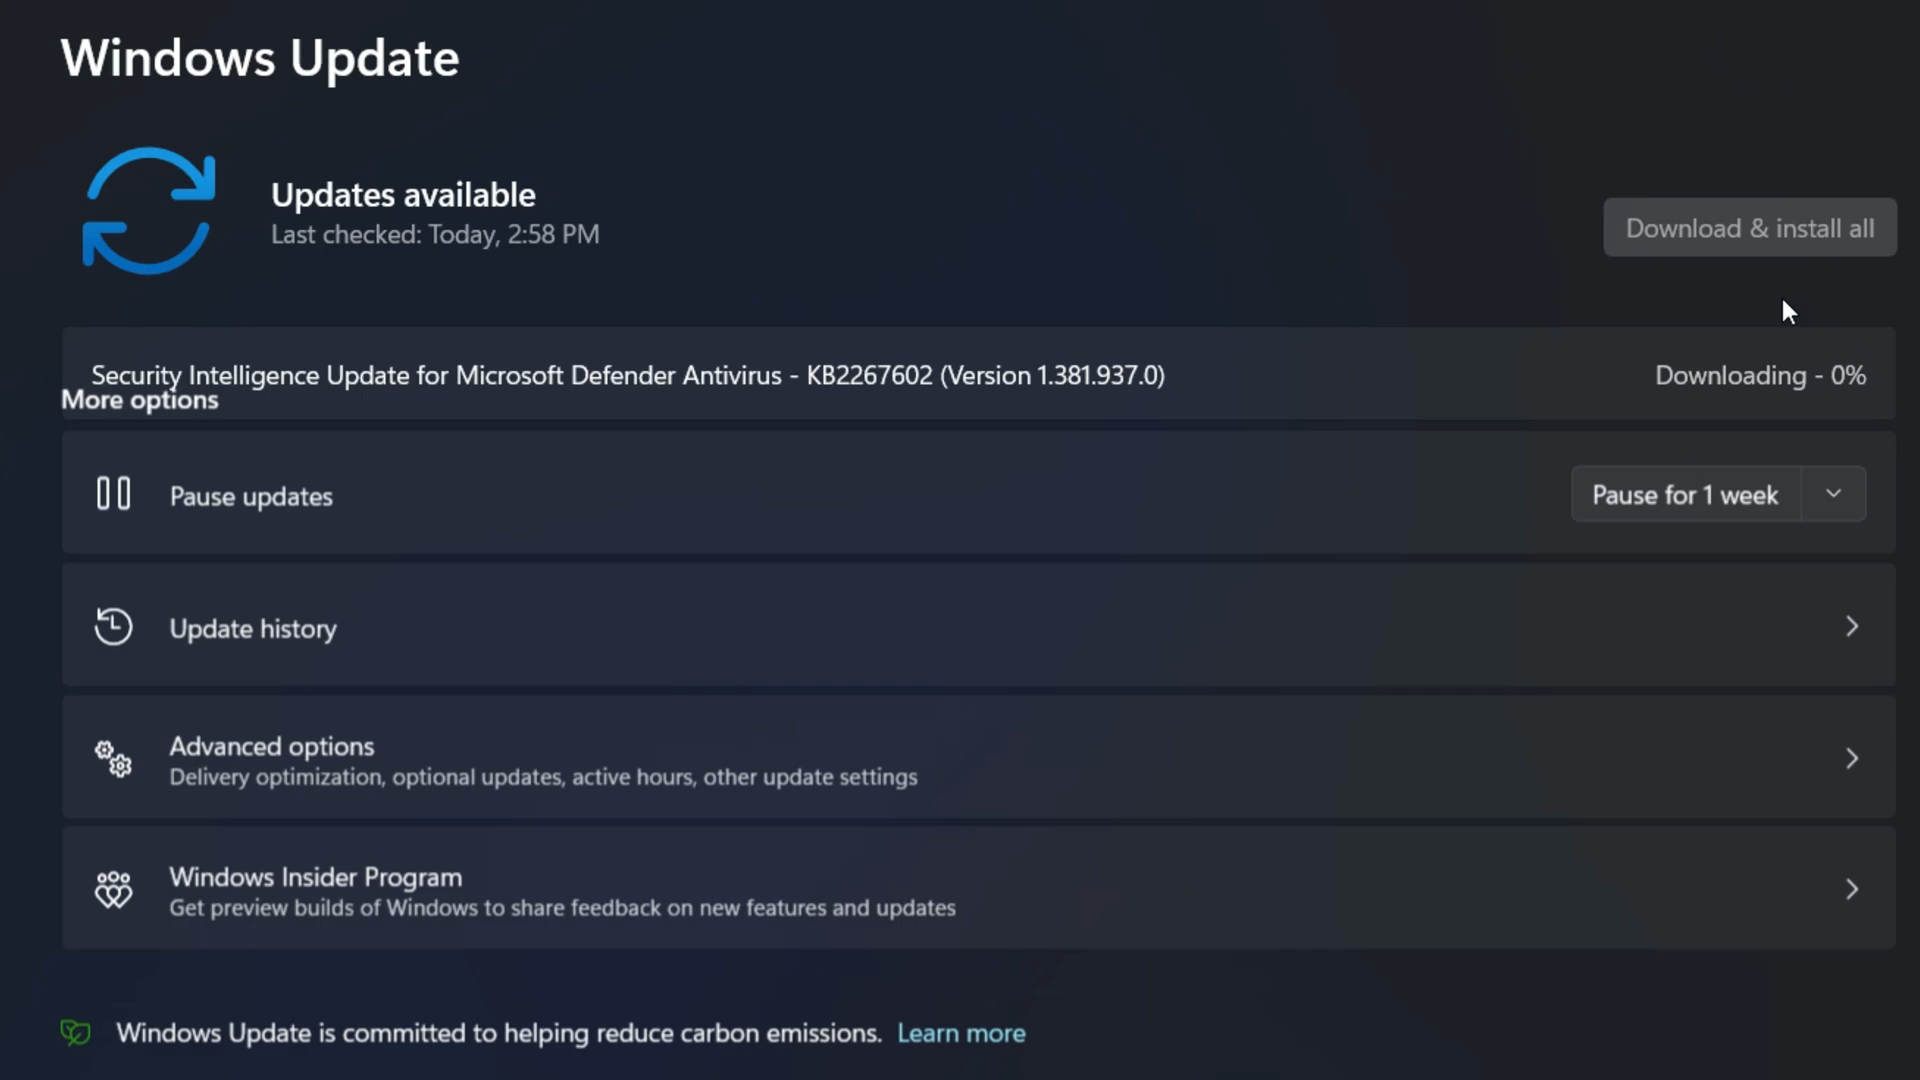 Windows Update
Updates available
Last checked: Today, 2:58 PM
Download & install all
Security Intelligence Update for Microsoft Defender Antivirus - KB2267602 (Version 1.381.937.0)
Downloading - 0%
More options
Pause updates
Pause for 1 week
Update history
Advanced options
Delivery optimization, optional updates, active hours, other update settings
Windows Insider Program
Get preview builds of Windows to share feedback on new features and updates
Windows Update is committed to helping reduce carbon emissions. Learn more